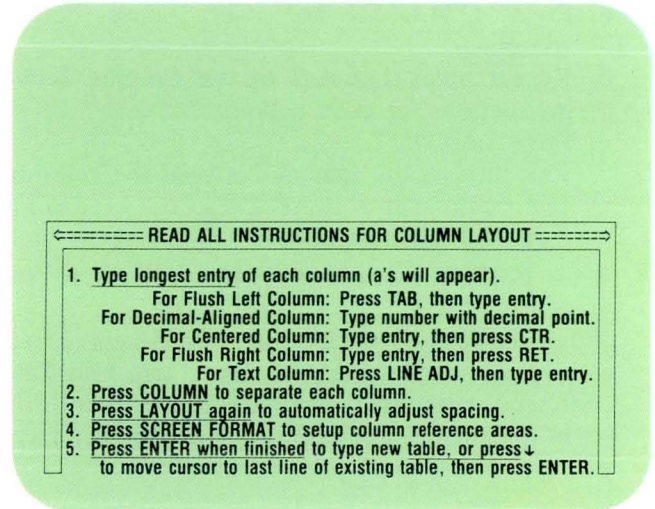 ⇐======== READ ALL INSTRUCTIONS FOR COLUMN LAYOUT ========⇒
1. Type longest entry of each column (a's will appear).
For Flush Left Column: Press TAB, then type entry.
For Decimal-Aligned Column: Type number with decimal point.
For Centered Column: Type entry, then press CTR.
For Flush Right Column: Type entry, then press RET.
For Text Column: Press LINE ADJ, then type entry.
2. Press COLUMN to separate each column.
3. Press LAYOUT again to automatically adjust spacing.
4. Press SCREEN FORMAT to setup column reference areas.
5. Press ENTER when finished to type new table, or press ↓
to move cursor to last line of existing table, then press ENTER.